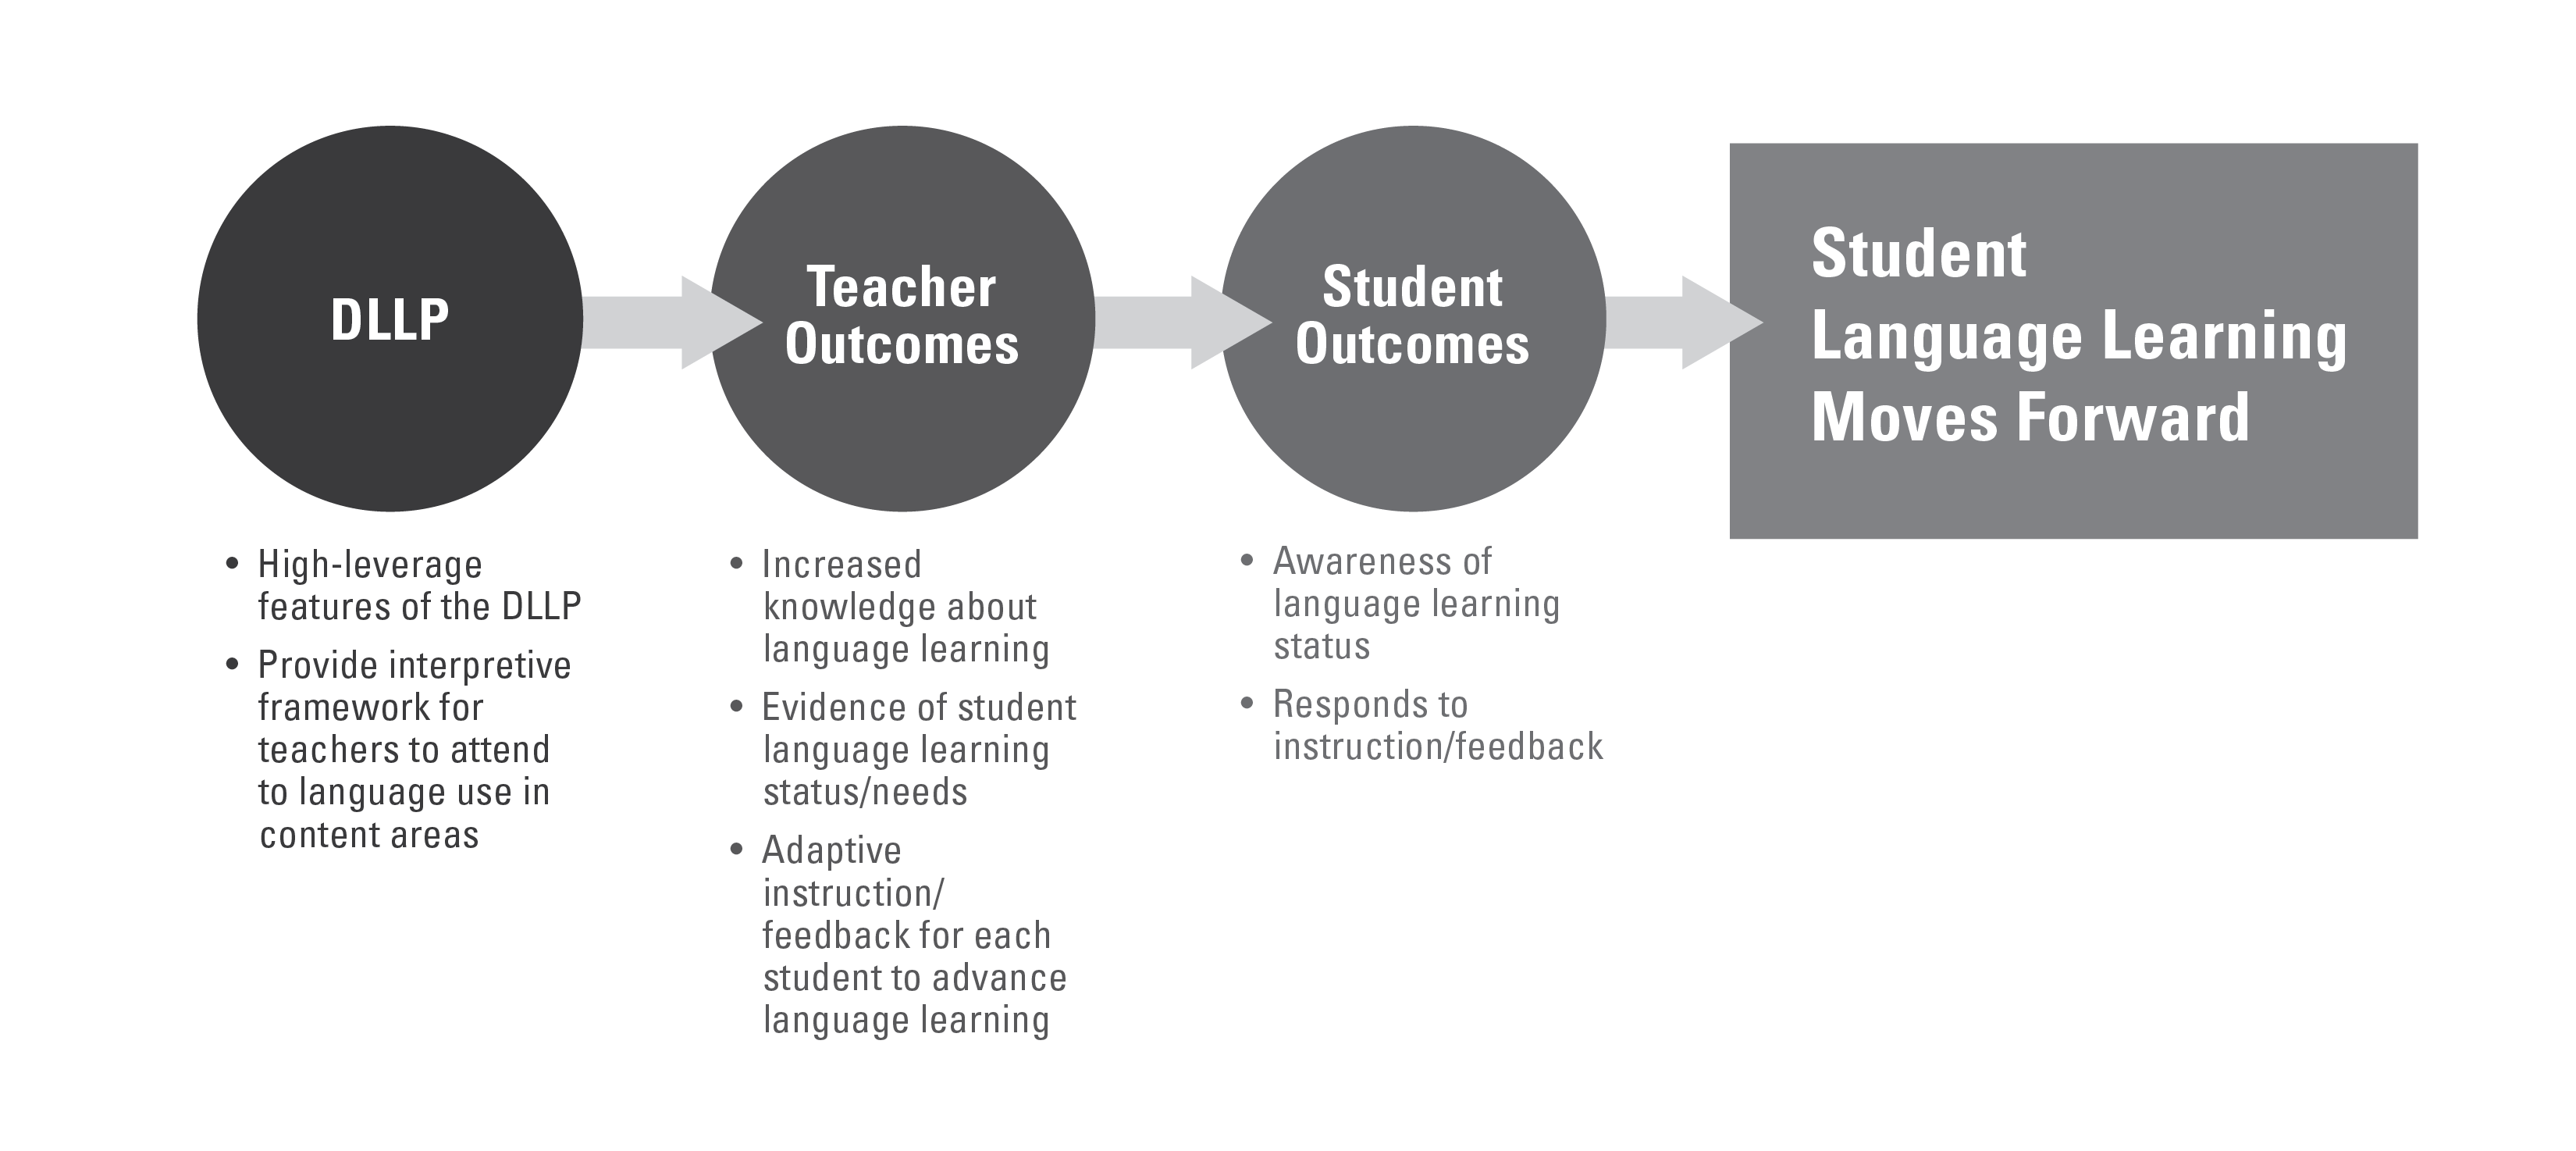 DLLP
• High-leverage
features of the DLLP
• Provide interpretive
framework for
teachers to attend
to language use in
content areas
Teacher
Outcomes
• Increased
knowledge about
language learning
• Evidence of student
language learning
status/needs
• Adaptive
instruction/
feedback for each
student to advance
language learning
Student
Outcomes
• Awareness of
language learning
status
• Responds to
instruction/feedback
Student
Language Learning
Moves Forward